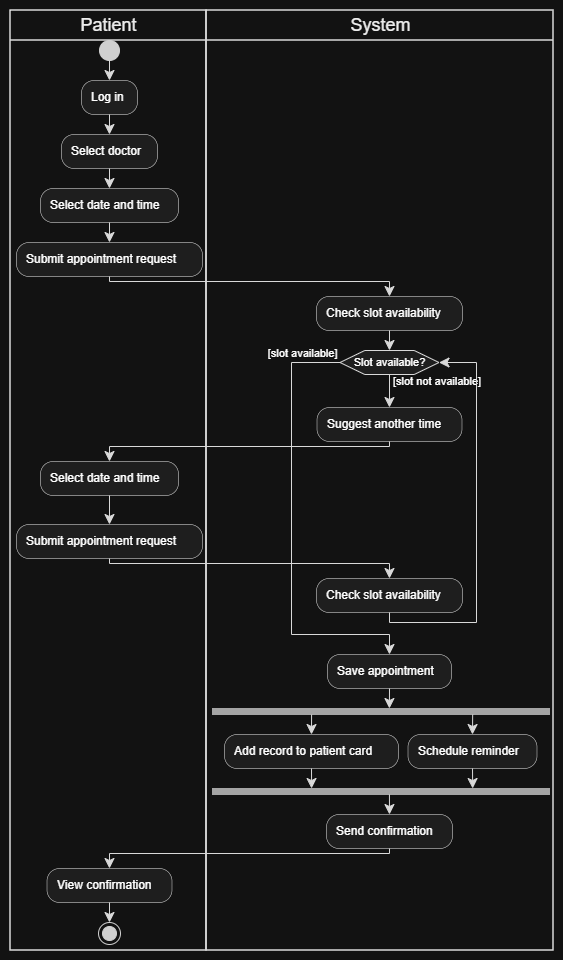 Patient
System
Log in
Select doctor
Select date and time
Submit appointment request
Check slot availability
[slot available]
Slot available?
[slot not available]
Suggest another time
Select date and time
Submit appointment request
Check slot availability
Save appointment
Add record to patient card
Schedule reminder
Send confirmation
View confirmation